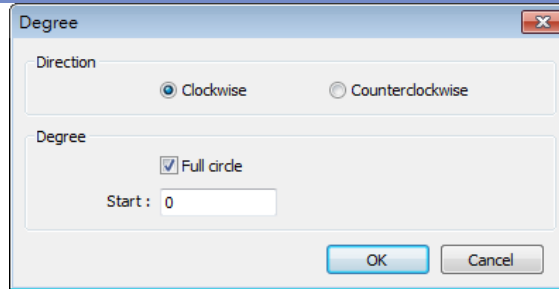 Degree
Direction
Clockwise
Counterclockwise
Degree
Full circle
Start : 0
OK
Cancel